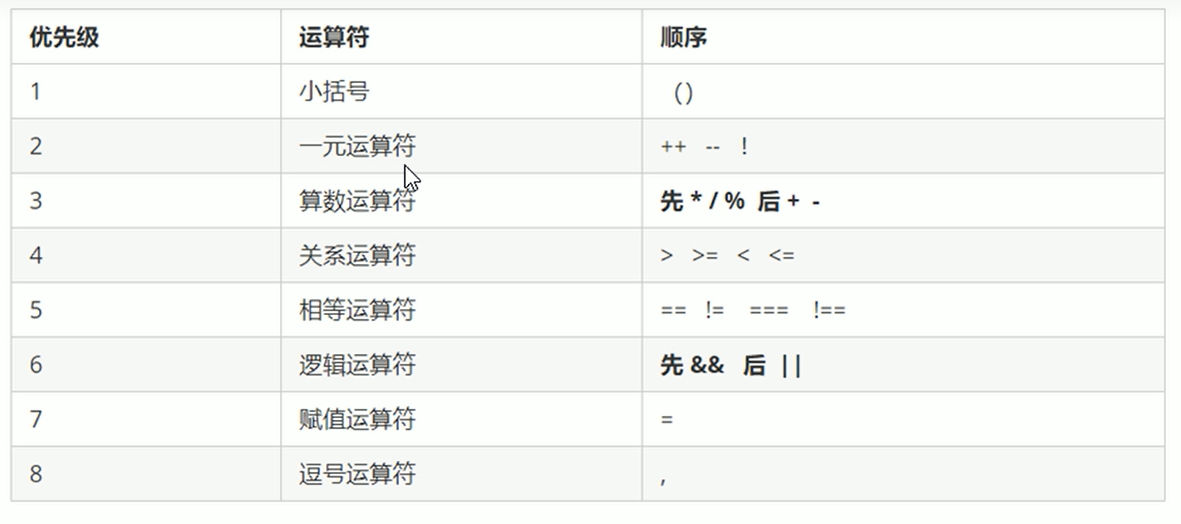 优先级 运算符 顺序
1 小括号 ()
2 一元运算符 ++ -- !
3 算数运算符 先 * / % 后 + -
4 关系运算符 > >= < <=
5 相等运算符 == != === !==
6 逻辑运算符 先 && 后 ||
7 赋值运算符 =
8 逗号运算符 ,